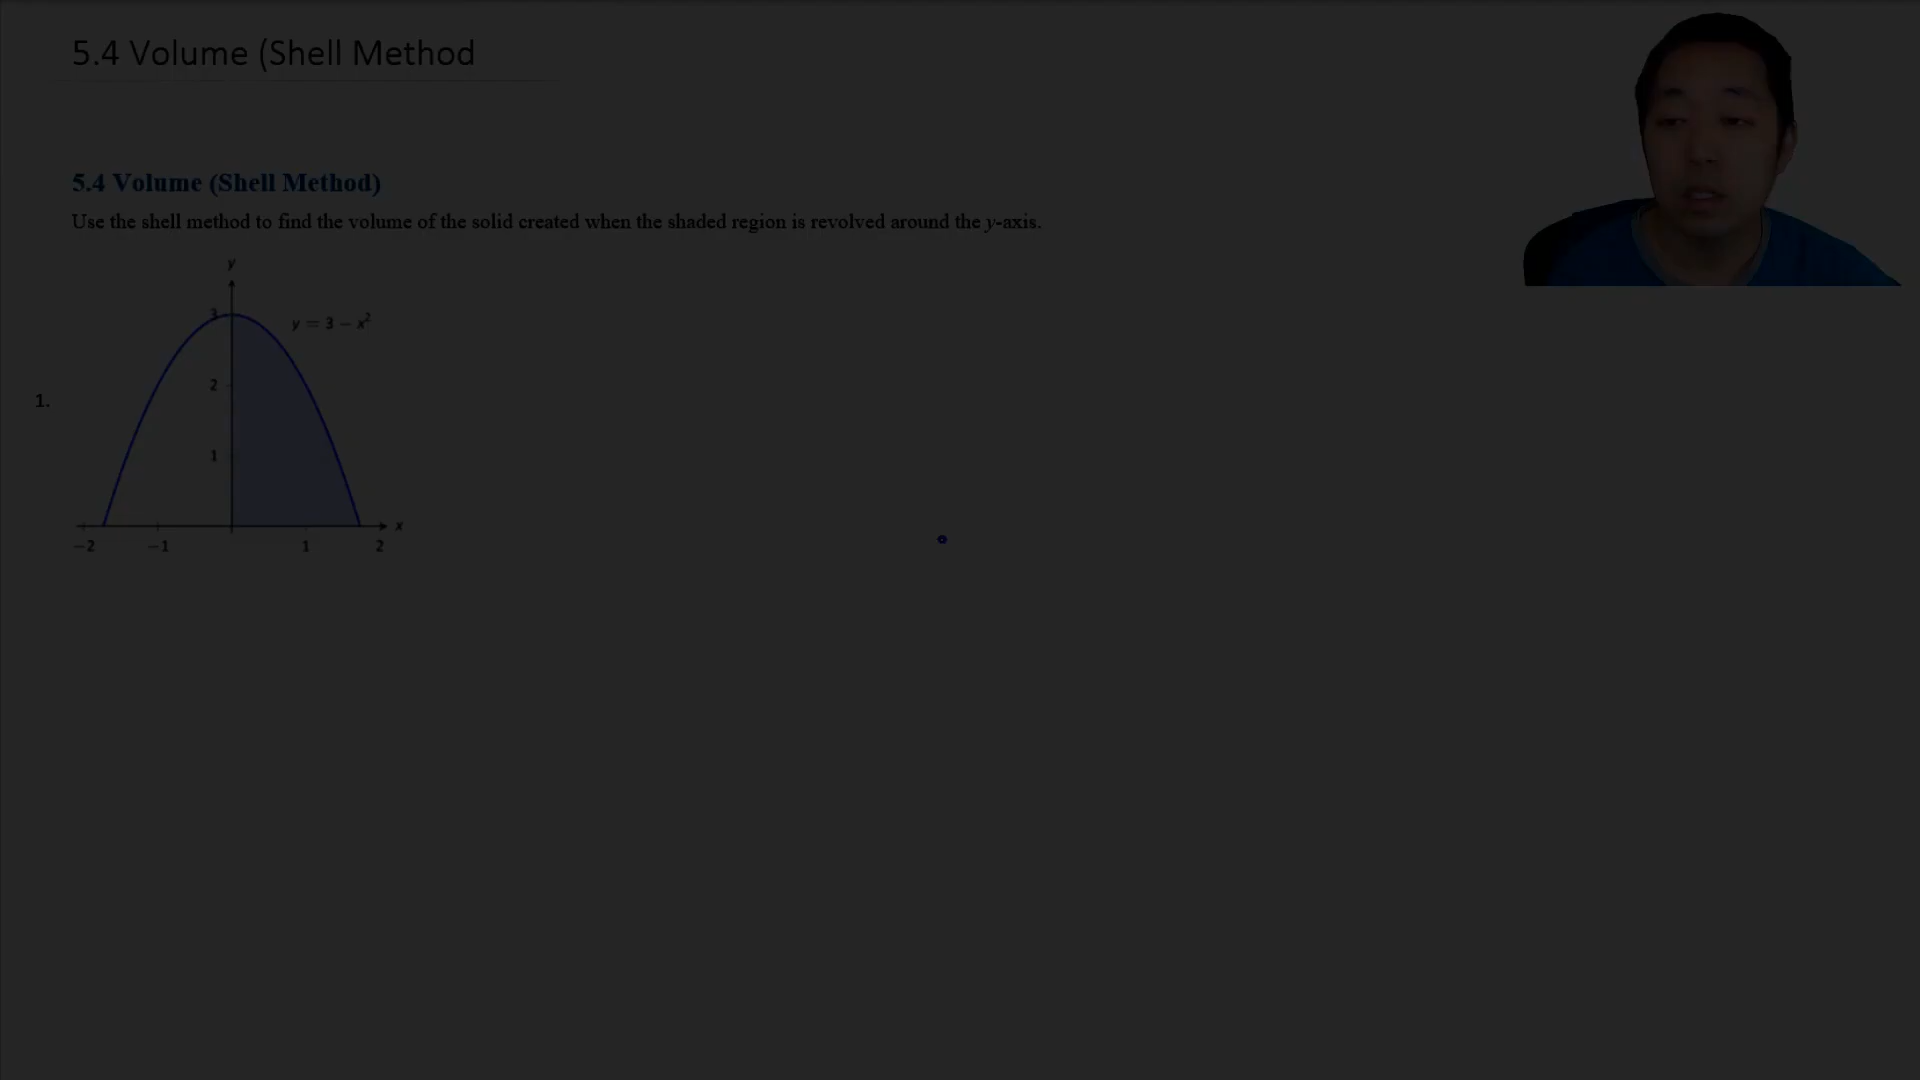 5.4 Volume (Shell Method
5.4 Volume (Shell Method)
Use the shell method to find the volume of the solid created when the shaded region is revolved around the y-axis.
y
3
y = 3 − x²
2
1.
1
x
−2 −1 1 2